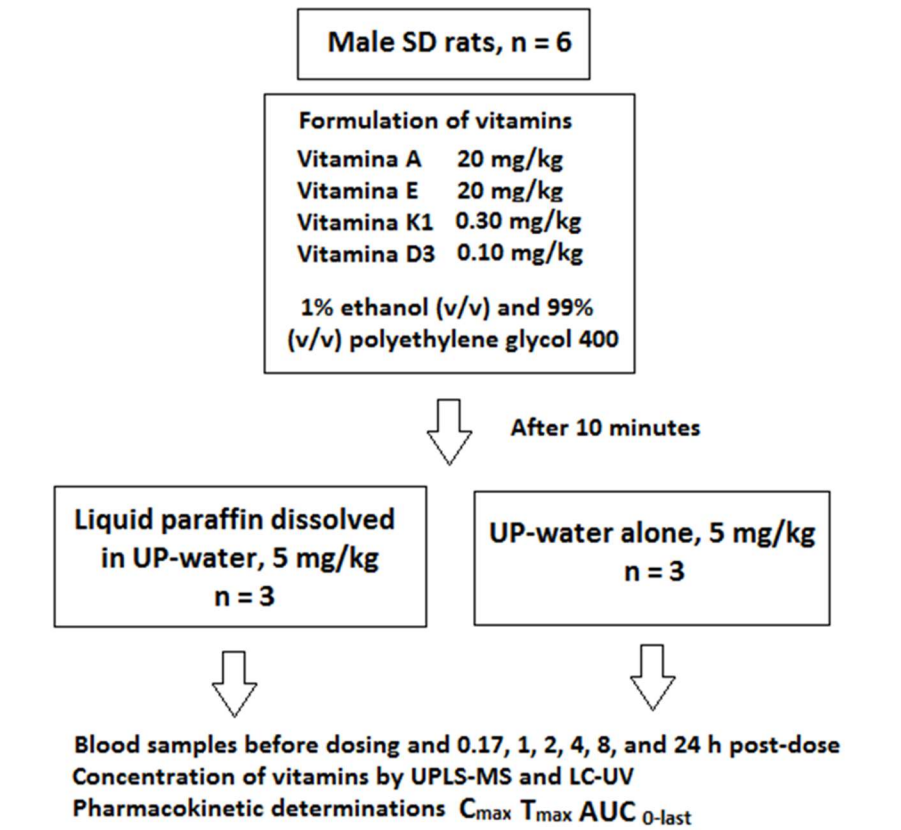 Male SD rats, n = 6
Formulation of vitamins
Vitamina A 20 mg/kg
Vitamina E 20 mg/kg
Vitamina K1 0.30 mg/kg
Vitamina D3 0.10 mg/kg
1% ethanol (v/v) and 99%
(v/v) polyethylene glycol 400
After 10 minutes
Liquid paraffin dissolved
in UP-water, 5 mg/kg
n = 3
UP-water alone, 5 mg/kg
n = 3
Blood samples before dosing and 0.17, 1, 2, 4, 8, and 24 h post-dose
Concentration of vitamins by UPLS-MS and LC-UV
Pharmacokinetic determinations Cmax Tmax AUC 0-last